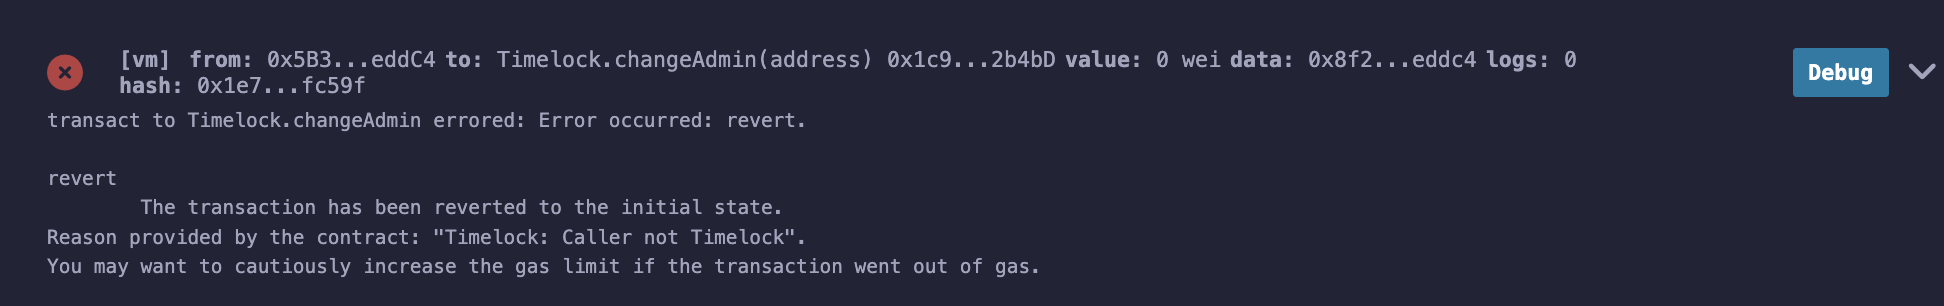 [vm] from: 0x5B3...eddC4 to: Timelock.changeAdmin(address) 0x1c9...2b4bD value: 0 wei data: 0x8f2...eddc4 logs: 0
hash: 0x1e7...fc59f
Debug
transact to Timelock.changeAdmin errored: Error occurred: revert.
revert
The transaction has been reverted to the initial state.
Reason provided by the contract: "Timelock: Caller not Timelock".
You may want to cautiously increase the gas limit if the transaction went out of gas.